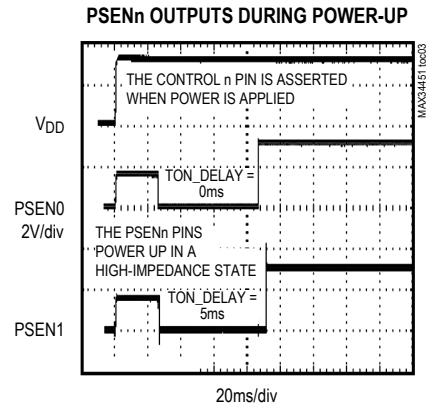 PSENn OUTPUTS DURING POWER-UP
MAX34451 toc03
THE CONTROL n PIN IS ASSERTED
WHEN POWER IS APPLIED
VDD
TON_DELAY =
0ms
PSEN0
2V/div
THE PSENn PINS
POWER UP IN A
HIGH-IMPEDANCE STATE
TON_DELAY =
5ms
PSEN1
20ms/div